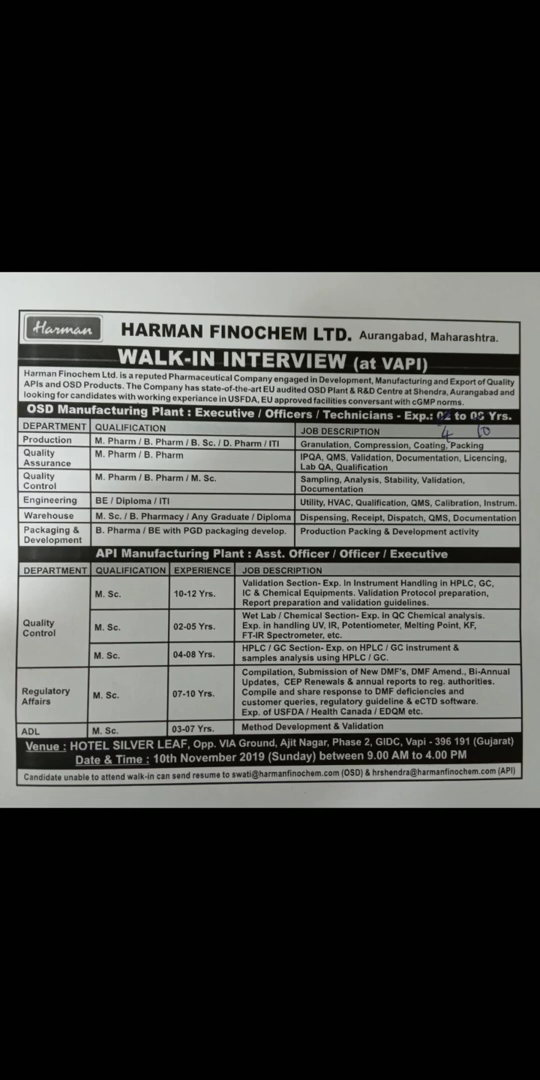 Harman
HARMAN FINOCHEM LTD. Aurangabad, Maharashtra.
WALK-IN INTERVIEW (at VAPI)
Harman Finochem Ltd. is a reputed Pharmaceutical Company engaged in Development, Manufacturing and Export of Quality
APIs and OSD Products. The Company has state-of-the-art EU audited OSD Plant & R&D Centre at Shendra, Aurangabad and
looking for candidates with working experiance in USFDA, EU approved facilities conversant with cGMP norms.
OSD Manufacturing Plant : Executive / Officers / Technicians - Exp.: 02 to 05 Yrs.
4 10
DEPARTMENT QUALIFICATION JOB DESCRIPTION
Production M. Pharm / B. Pharm / B. Sc. / D. Pharm / ITI Granulation, Compression, Coating, Packing
Quality M. Pharm / B. Pharm IPQA, QMS, Validation, Documentation, Licencing,
Assurance Lab QA, Qualification
Quality M. Pharm / B. Pharm / M. Sc. Sampling, Analysis, Stability, Validation,
Control Documentation
Engineering BE / Diploma / ITI Utility, HVAC, Qualification, QMS, Calibration, Instrum.
Warehouse M. Sc. / B. Pharmacy / Any Graduate / Diploma Dispensing, Receipt, Dispatch, QMS, Documentation
Packaging & B. Pharma / BE with PGD packaging develop. Production Packing & Development activity
Development
API Manufacturing Plant : Asst. Officer / Officer / Executive
DEPARTMENT QUALIFICATION EXPERIENCE JOB DESCRIPTION
Quality
Control
M. Sc. 10-12 Yrs. Validation Section- Exp. In Instrument Handling in HPLC, GC,
IC & Chemical Equipments. Validation Protocol preparation,
Report preparation and validation guidelines.
M. Sc. 02-05 Yrs. Wet Lab / Chemical Section- Exp. in QC Chemical analysis.
Exp. in handling UV, IR, Potentiometer, Melting Point, KF,
FT-IR Spectrometer, etc.
M. Sc. 04-08 Yrs. HPLC / GC Section- Exp. on HPLC / GC instrument &
samples analysis using HPLC / GC.
Regulatory
Affairs
M. Sc. 07-10 Yrs. Compilation, Submission of New DMF's, DMF Amend., Bi-Annual
Updates, CEP Renewals & annual reports to reg. authorities.
Compile and share response to DMF deficiencies and
customer queries, regulatory guideline & eCTD software.
Exp. of USFDA / Health Canada / EDQM etc.
ADL M. Sc. 03-07 Yrs. Method Development & Validation
Venue : HOTEL SILVER LEAF, Opp. VIA Ground, Ajit Nagar, Phase 2, GIDC, Vapi - 396 191 (Gujarat)
Date & Time : 10th November 2019 (Sunday) between 9.00 AM to 4.00 PM
Candidate unable to attend walk-in can send resume to swati@harmanfinochem.com (OSD) & hrshendra@harmanfinochem.com (API)